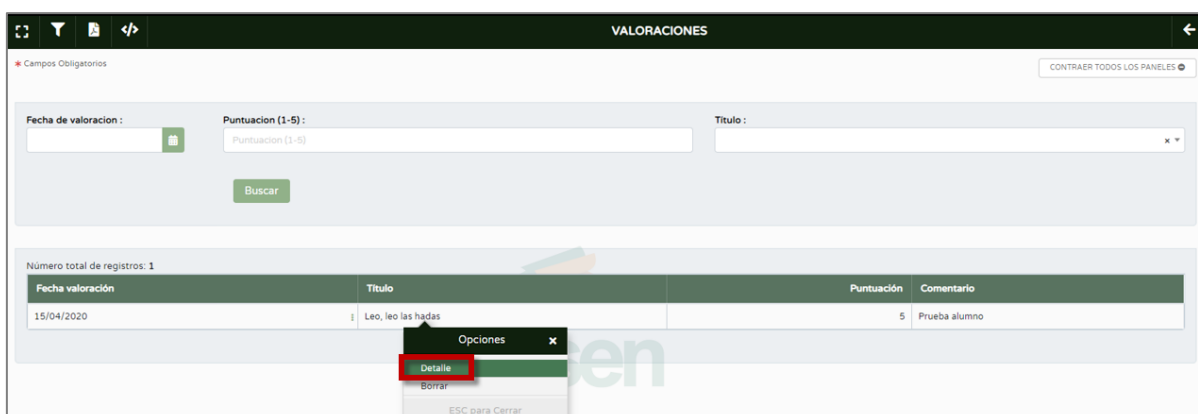 </> VALORACIONES
* Campos Obligatorios
CONTRAER TODOS LOS PANELES
Fecha de valoracion : Puntuacion (1-5) : Titulo :
Puntuacion (1-5)
Buscar
Número total de registros: 1
Fecha valoración Título Puntuación Comentario
15/04/2020 Leo, leo las hadas 5 Prueba alumno
Opciones
Detalle
Borrar
ESC para Cerrar